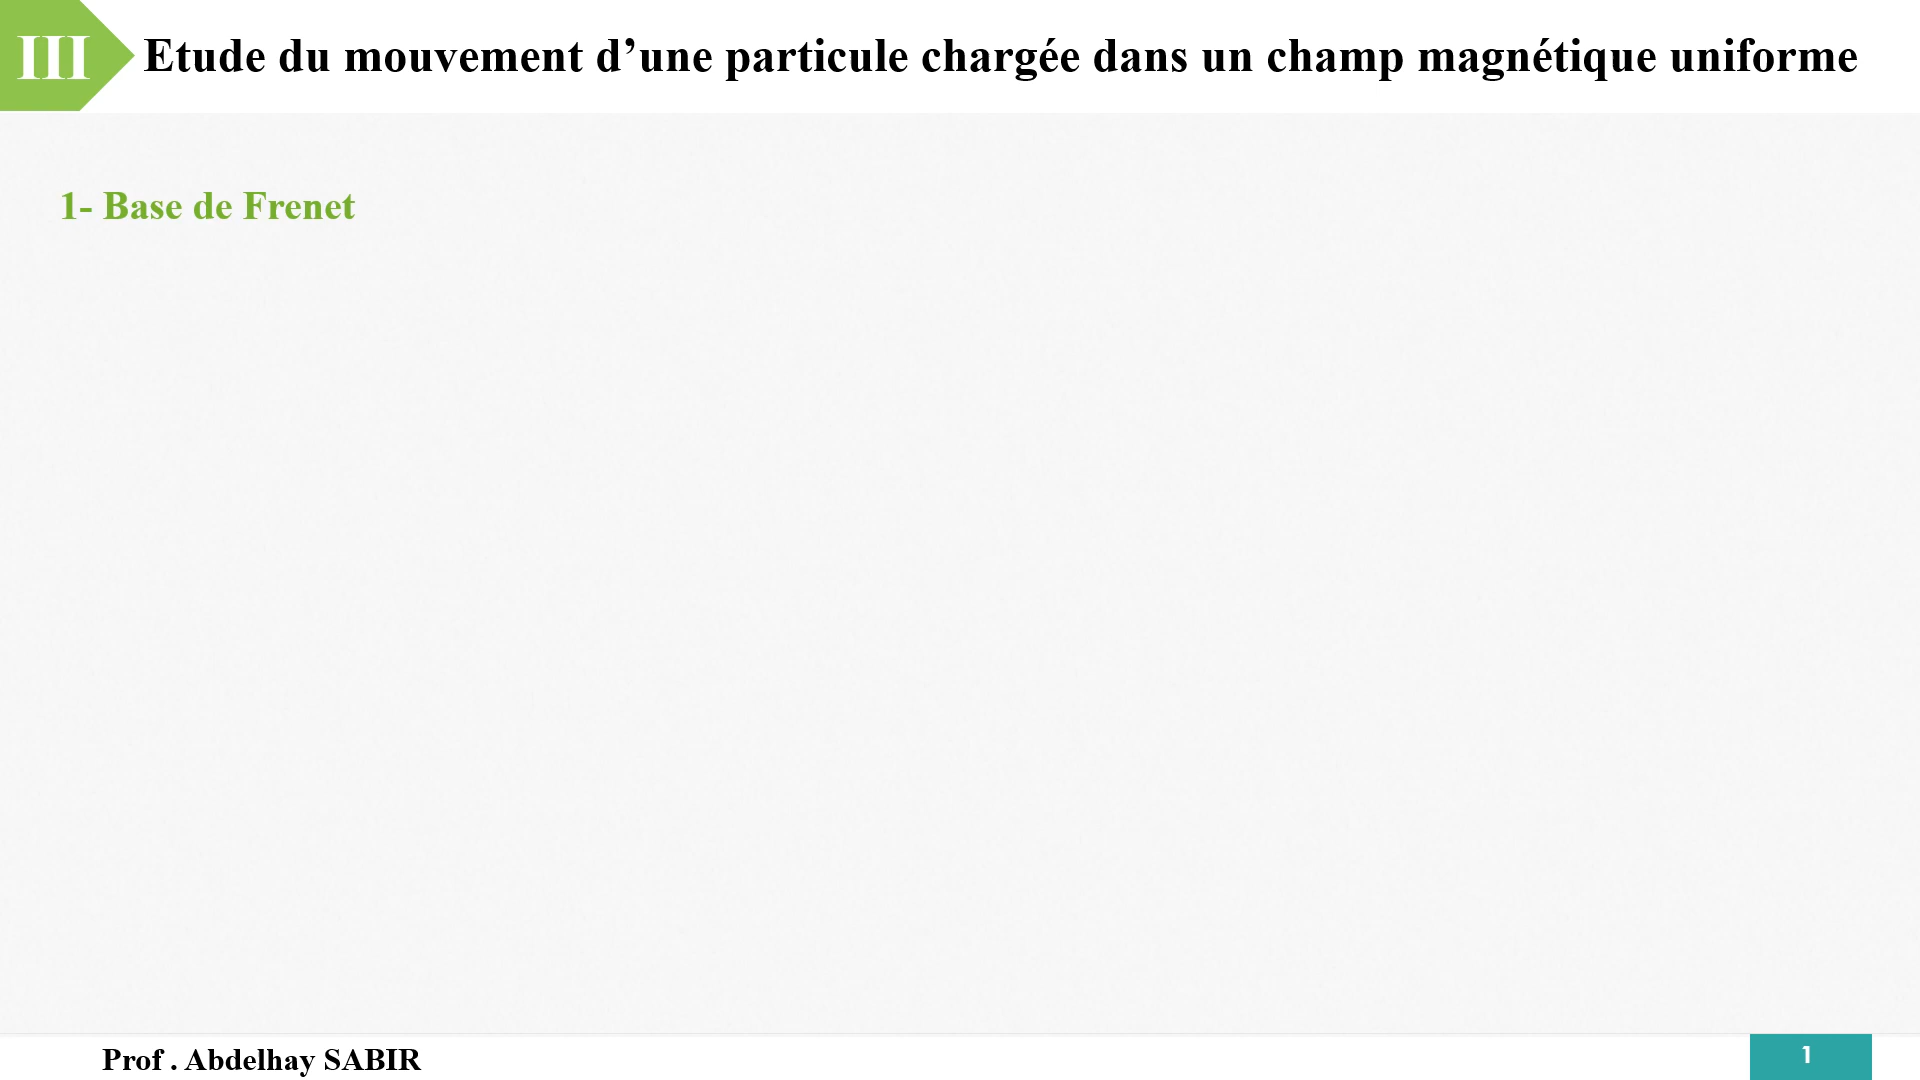 III
Etude du mouvement d’une particule chargée dans un champ magnétique uniforme
1- Base de Frenet
Prof . Abdelhay SABIR
1